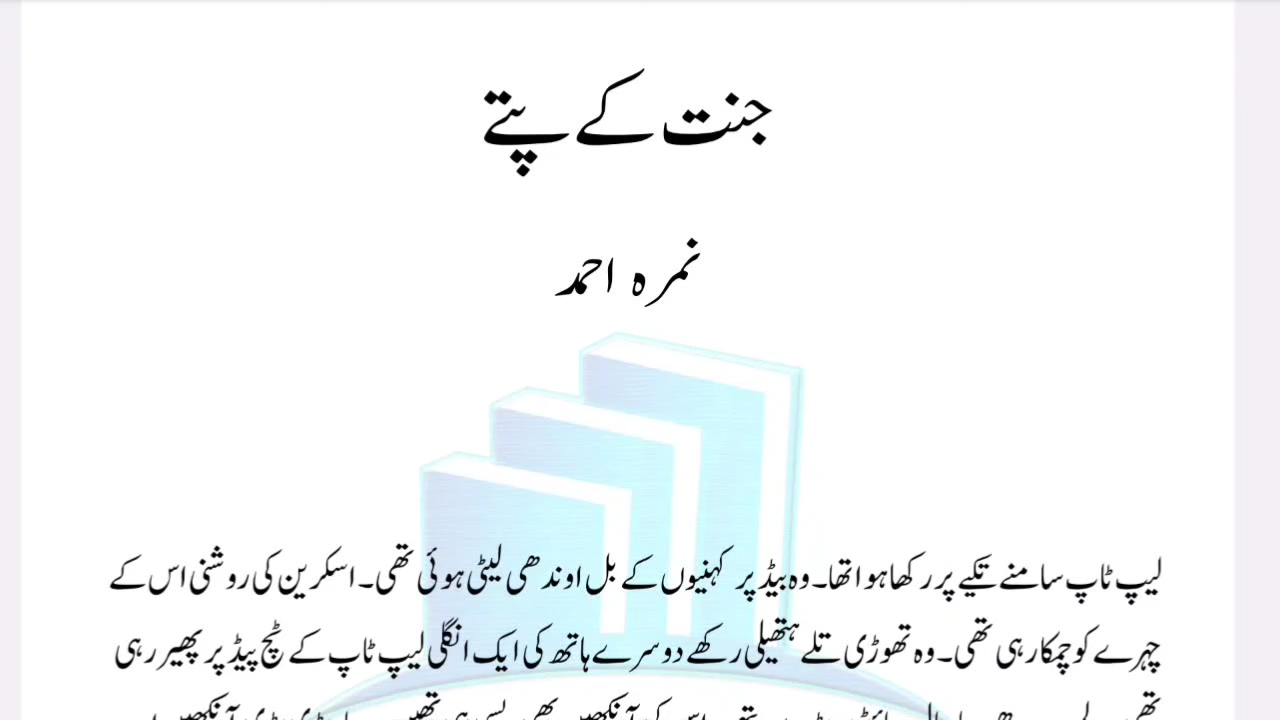 جنت کے پتے
نمرہ احمد
لیپ ٹاپ سامنے تکیے پر رکھا ہوا تھا۔ وہ بیڈ پر کہنیوں کے بل اوندھی لیٹی ہوئی تھی۔ اسکرین کی روشنی اس کے
چہرے کو چمکا رہی تھی۔ وہ تھوڑی تلے ہتھیلی رکھے دوسرے ہاتھ کی ایک انگلی لیپ ٹاپ کے ٹچ پیڈ پر پھیر رہی